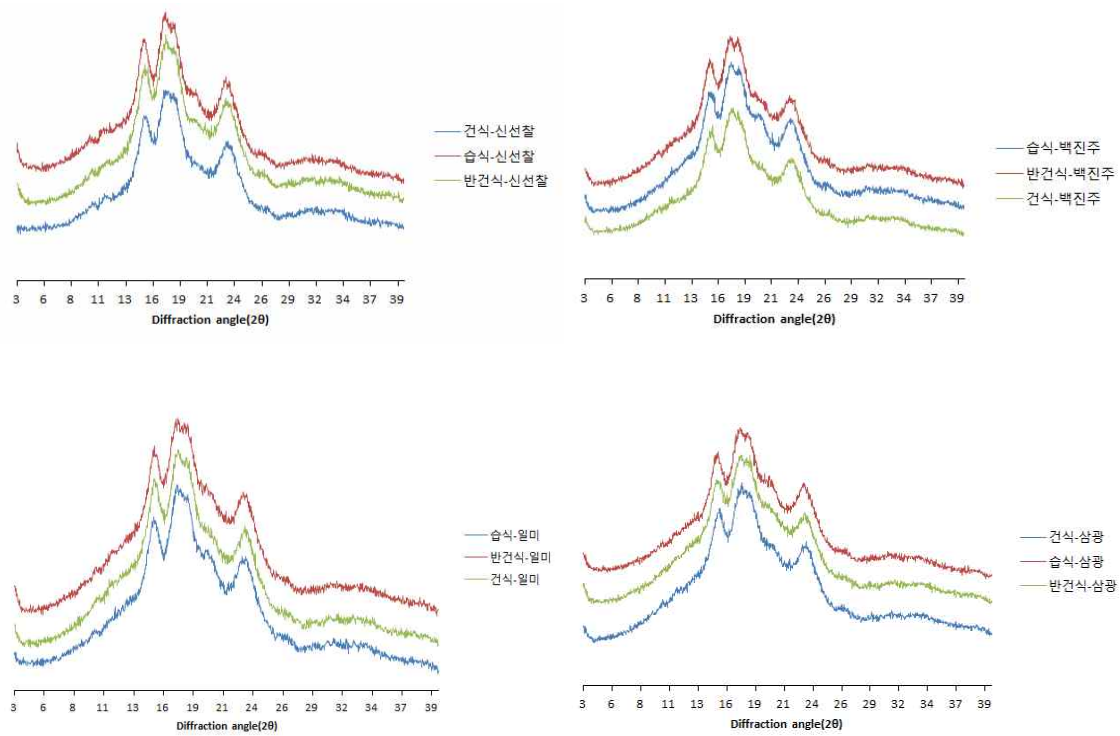 건식-신선찰
습식-신선찰
반건식-신선찰
3 6 8 11 13 16 19 21 24 26 29 32 34 37 39
Diffraction angle(2θ)
습식-백진주
반건식-백진주
건식-백진주
3 6 8 11 13 16 19 21 24 26 29 32 34 37 39
Diffraction angle(2θ)
습식-일미
반건식-일미
건식-일미
3 6 8 11 13 16 19 21 24 26 29 32 34 37 39
Diffraction angle(2θ)
건식-삼광
습식-삼광
반건식-삼광
3 6 8 11 13 16 19 21 24 26 29 32 34 37 39
Diffraction angle(2θ)